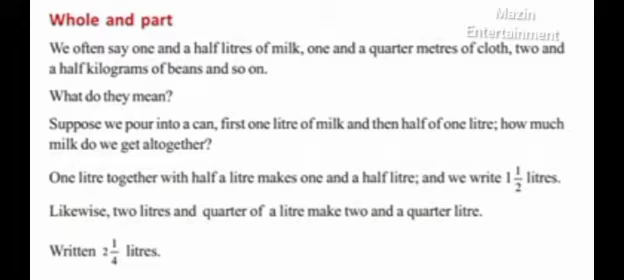 Whole and part
Mazin
Entertainment
We often say one and a half litres of milk, one and a quarter metres of cloth, two and
a half kilograms of beans and so on.
What do they mean?
Suppose we pour into a can, first one litre of milk and then half of one litre; how much
milk do we get altogether?
One litre together with half a litre makes one and a half litre; and we write 1 1/2 litres.
Likewise, two litres and quarter of a litre make two and a quarter litre.
Written 2 1/4 litres.